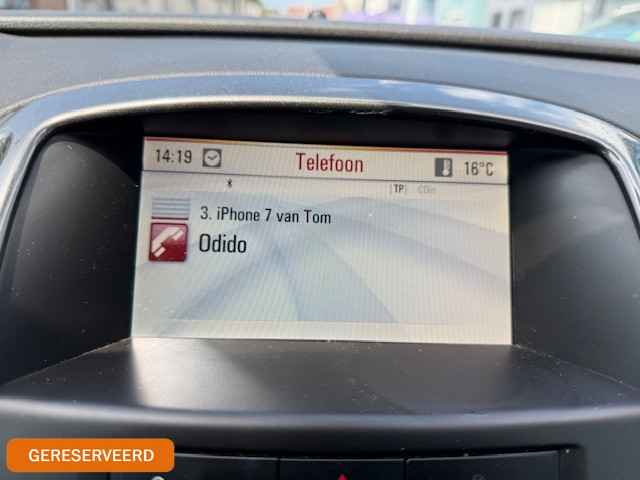 14:19 Telefoon 16°C
[TP]
3. iPhone 7 van Tom
Odido
GERESERVEERD